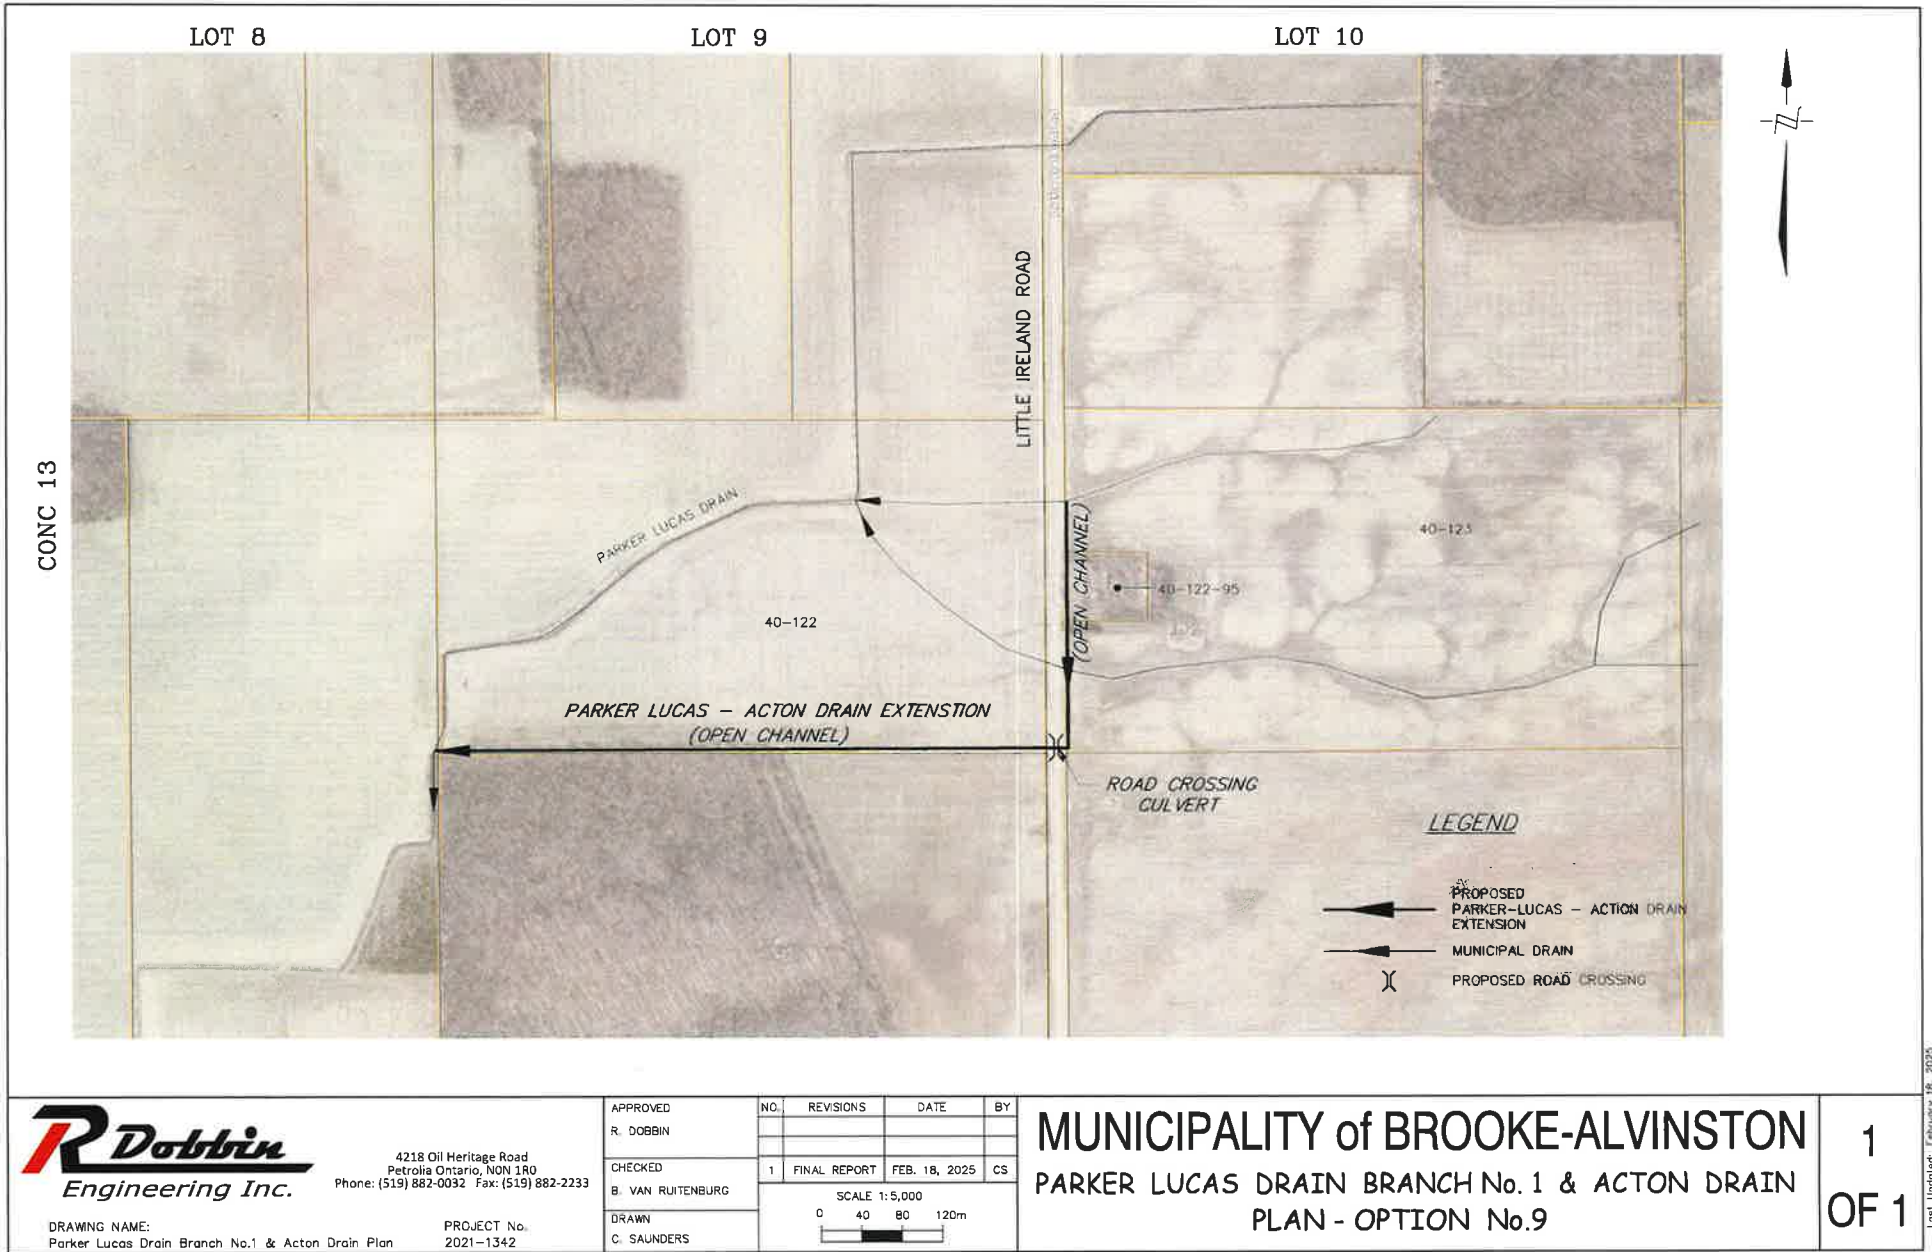 LOT 8
LOT 9
LOT 10
CONC 13
LITTLE IRELAND ROAD
PARKER LUCAS DRAIN
(OPEN CHANNEL)
40-123
40-122-95
40-122
PARKER LUCAS - ACTON DRAIN EXTENSTION
(OPEN CHANNEL)
ROAD CROSSING
CULVERT
LEGEND
PROPOSED
PARKER-LUCAS - ACTION DRAIN
EXTENSION
MUNICIPAL DRAIN
PROPOSED ROAD CROSSING
R Dobbin
Engineering Inc.
4218 Oil Heritage Road
Petrolia Ontario, N0N 1R0
Phone: (519) 882-0032 Fax: (519) 882-2233
DRAWING NAME:
Parker Lucas Drain Branch No.1 & Acton Drain Plan
PROJECT No.
2021-1342
APPROVED
R. DOBBIN
CHECKED
B. VAN RUITENBURG
DRAWN
C. SAUNDERS
NO. REVISIONS DATE BY
1 FINAL REPORT FEB. 18, 2025 CS
SCALE 1:5,000
0 40 80 120m
MUNICIPALITY of BROOKE-ALVINSTON
PARKER LUCAS DRAIN BRANCH No. 1 & ACTON DRAIN
PLAN - OPTION No.9
1
OF 1
Last Updated: February 18, 2025